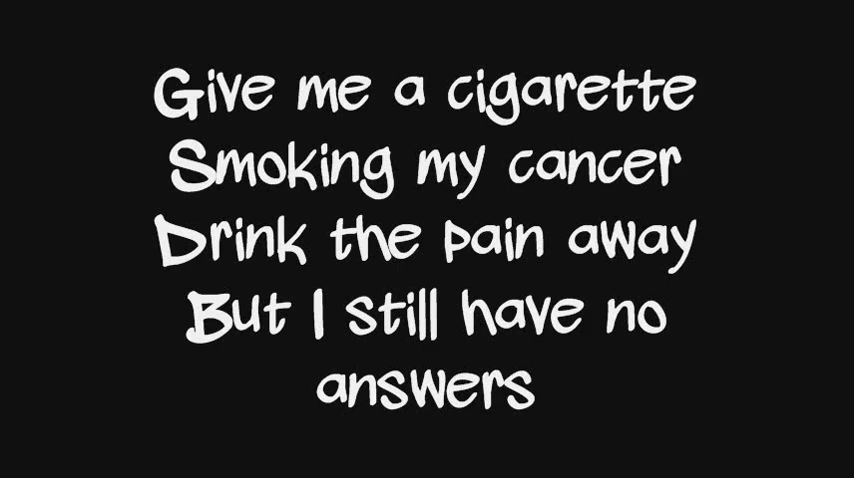 Give me a cigarette
Smoking my cancer
Drink the pain away
But I still have no
answers